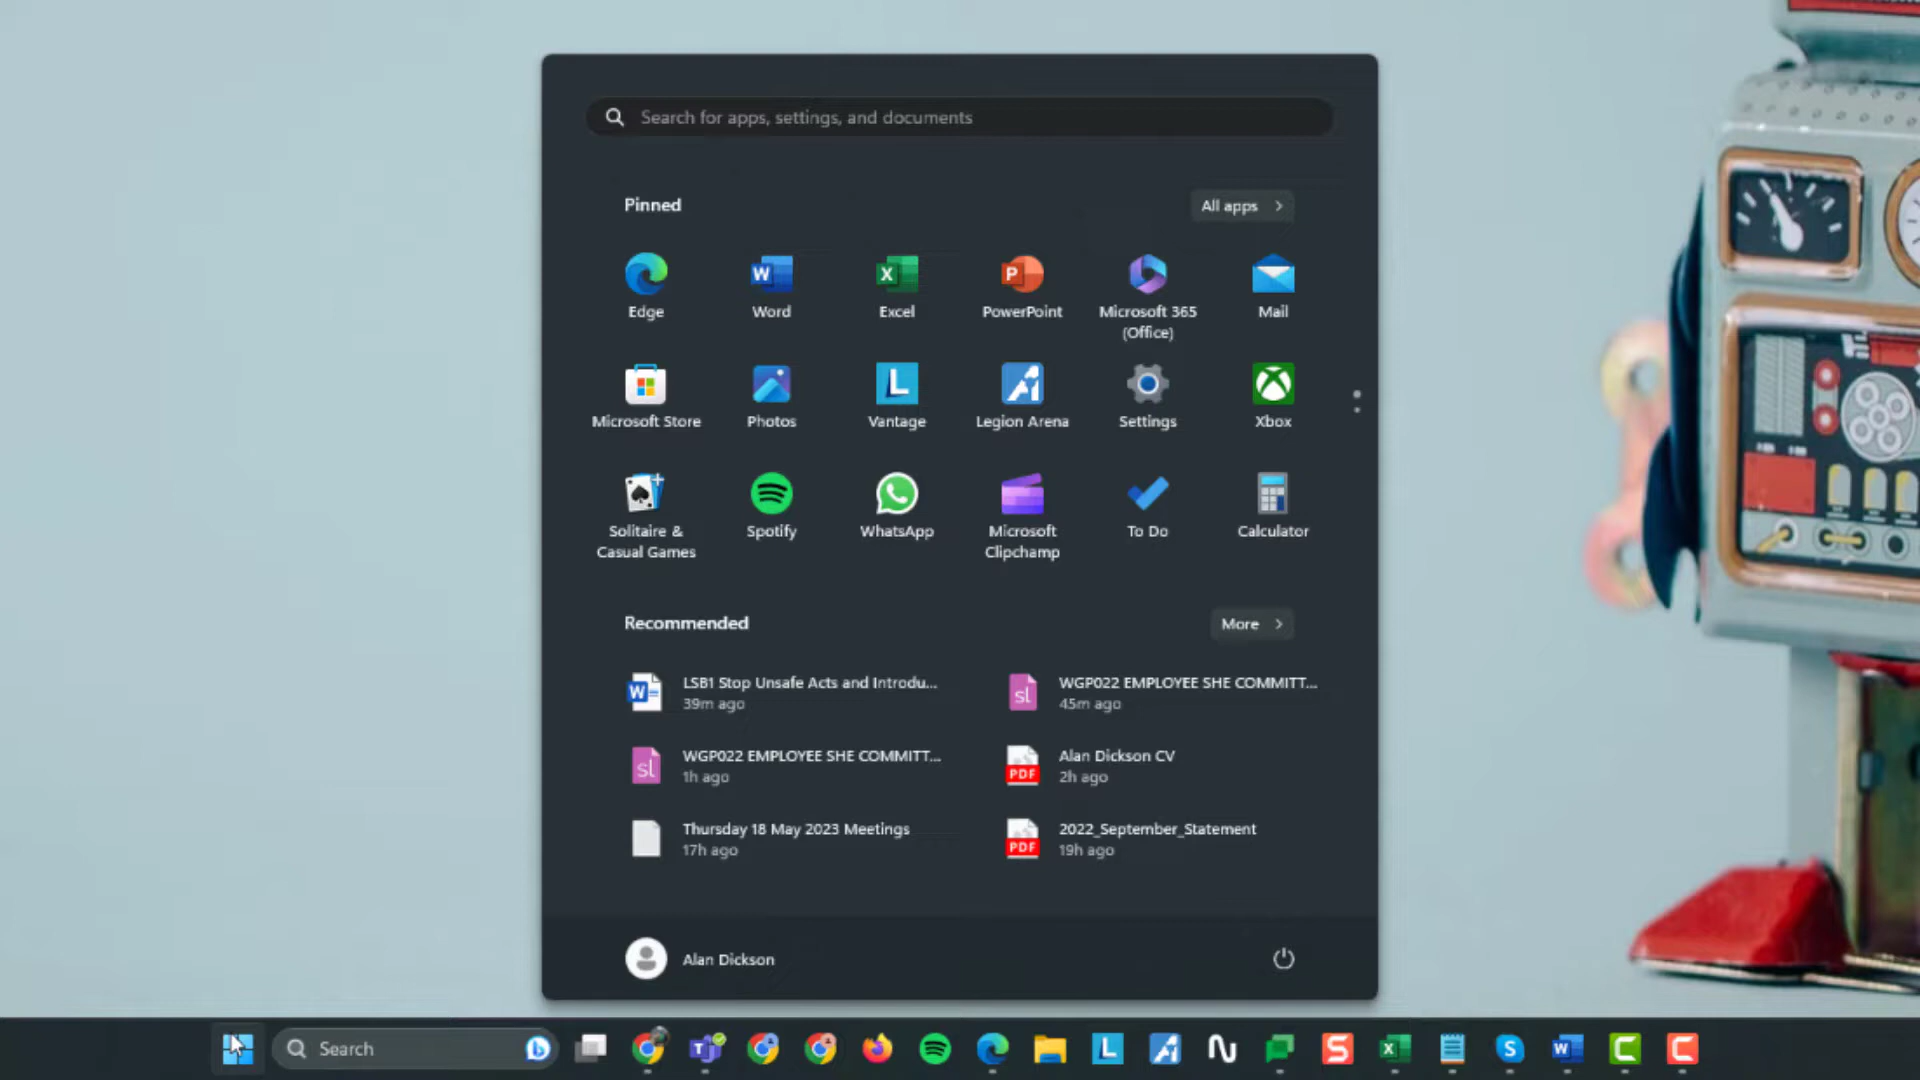 Search for apps, settings, and documents
Pinned
All apps
Edge
Word
Excel
PowerPoint
Microsoft 365
(Office)
Mail
Microsoft Store
Photos
Vantage
Legion Arena
Settings
Xbox
Solitaire &
Casual Games
Spotify
WhatsApp
Microsoft
Clipchamp
To Do
Calculator
Recommended
More
LSB1 Stop Unsafe Acts and Introdu...
39m ago
WGP022 EMPLOYEE SHE COMMITT...
45m ago
WGP022 EMPLOYEE SHE COMMITT...
1h ago
Alan Dickson CV
2h ago
Thursday 18 May 2023 Meetings
17h ago
2022_September_Statement
19h ago
Alan Dickson
Search